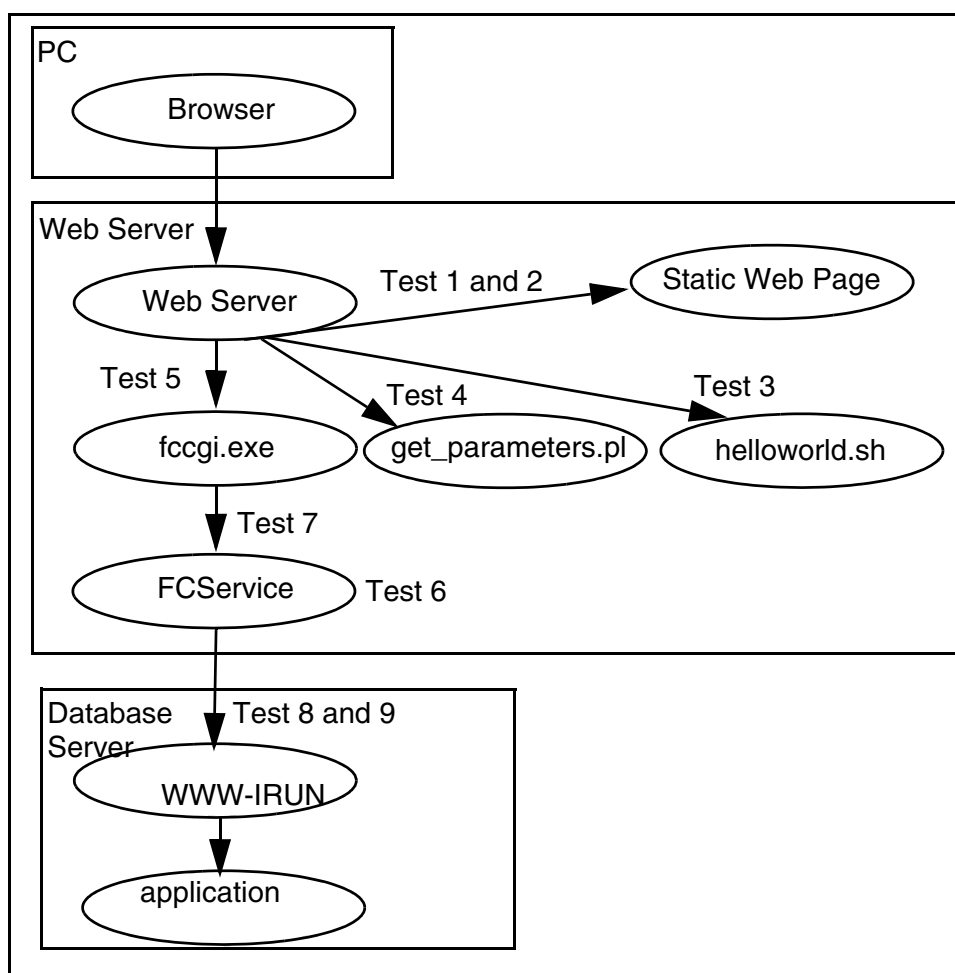 PC
Browser
Web Server
Web Server
Test 1 and 2
Static Web Page
Test 5
Test 4
Test 3
fccgi.exe
get_parameters.pl
helloworld.sh
Test 7
FCService
Test 6
Database
Server
Test 8 and 9
WWW-IRUN
application